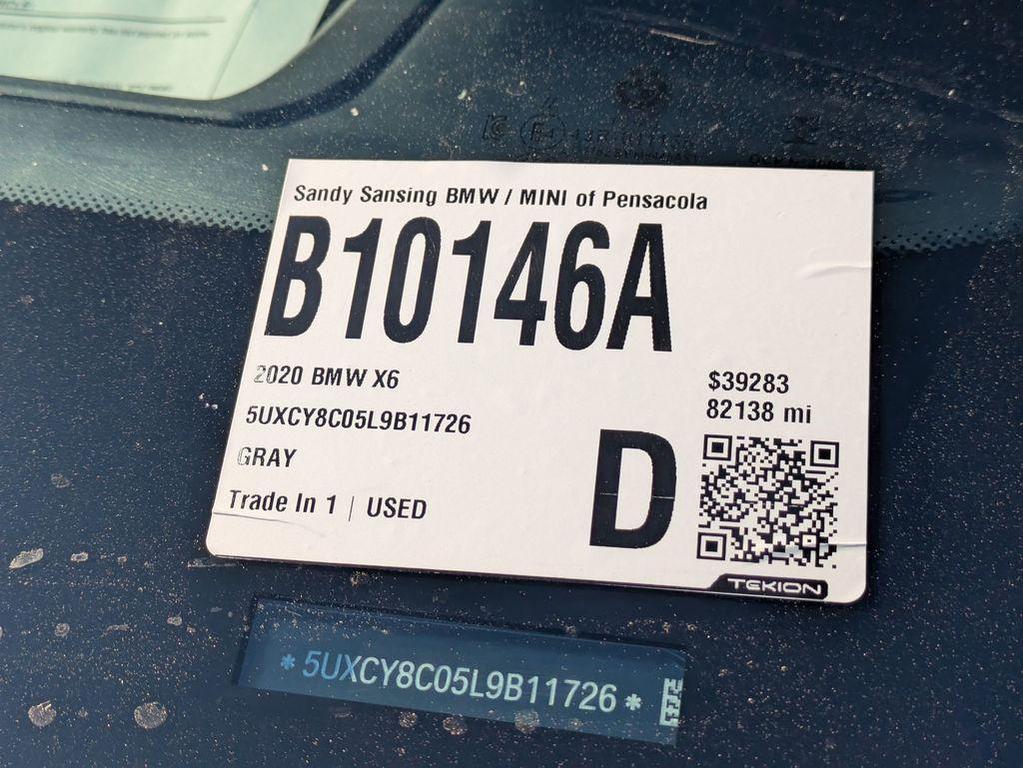 Sandy Sansing BMW / MINI of Pensacola
B10146A
2020 BMW X6
$39283
82138 mi
5UXCY8C05L9B11726
GRAY
D
Trade In 1 | USED
TEKION
* 5UXCY8C05L9B11726 *